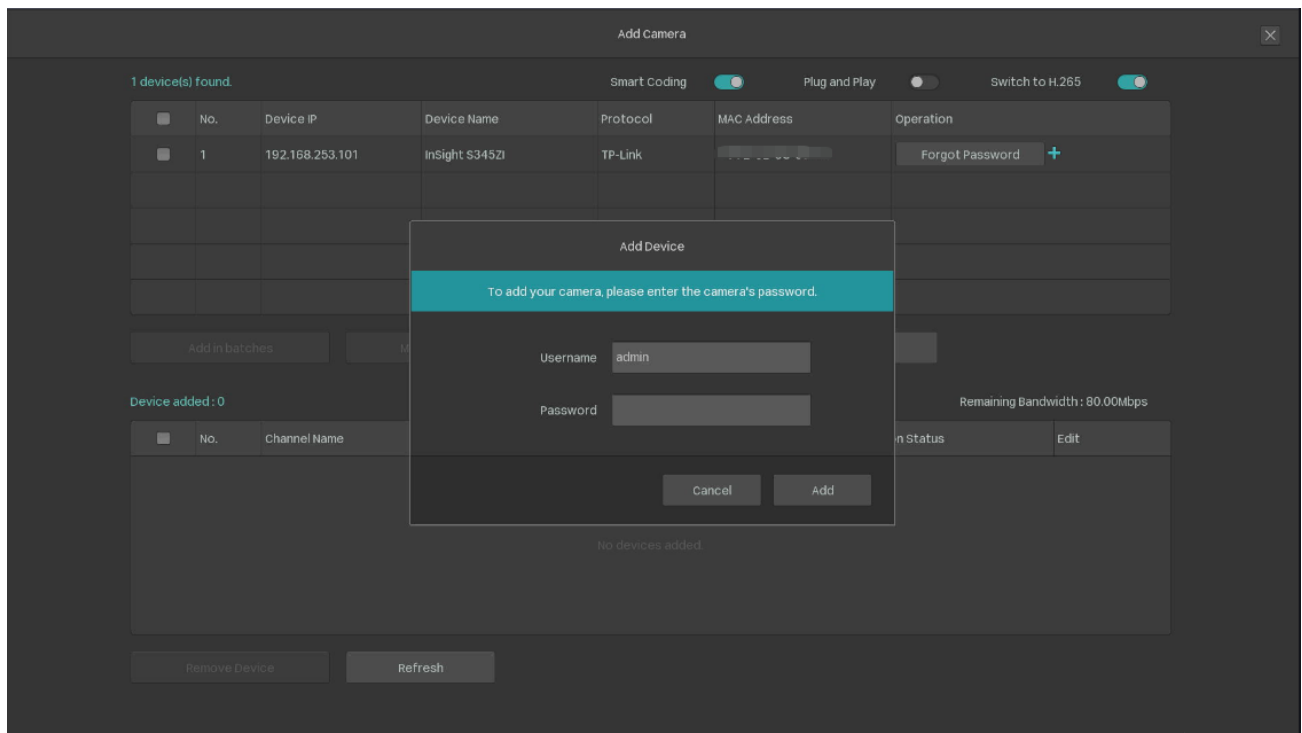 Add Camera
1 device(s) found. Smart Coding Plug and Play Switch to H.265
No. Device IP Device Name Protocol MAC Address Operation
1 192.168.253.101 InSight S345ZI TP-Link Forgot Password +
Add Device
To add your camera, please enter the camera's password.
Add in batches
Username admin
Device added : 0 Remaining Bandwidth : 80.00Mbps
Password
No. Channel Name Status Edit
Cancel Add
No devices added.
Remove Device Refresh